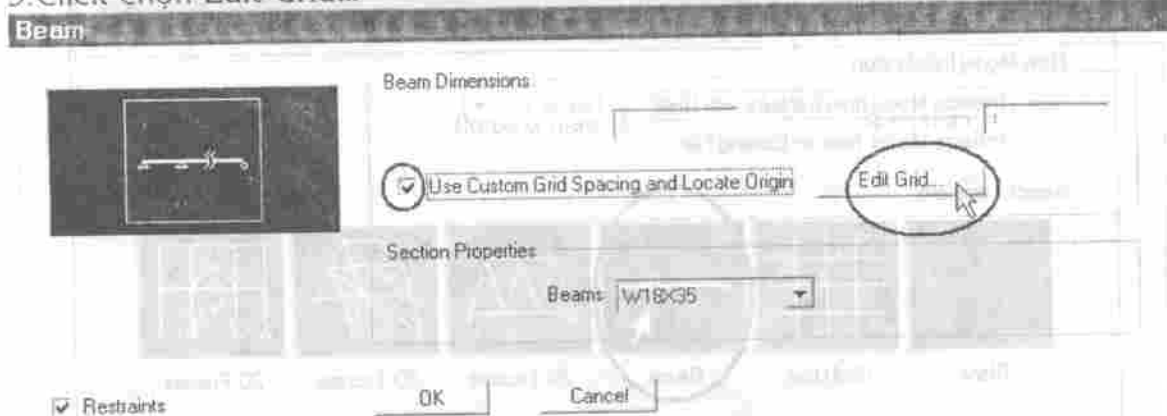 Beam
Beam Dimensions
Use Custom Grid Spacing and Locate Origin
Edit Grid...
Section Properties
Beams W18X35
Restraints
OK
Cancel